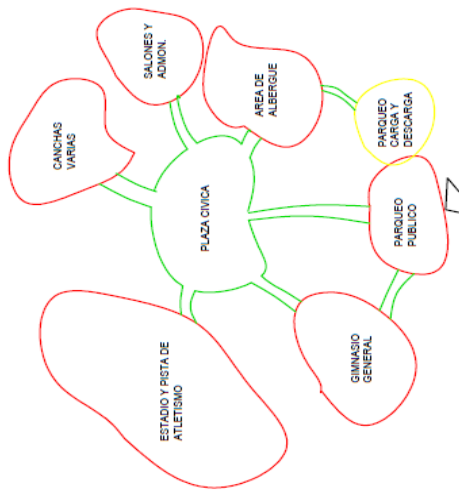 ESTADIO Y PISTA DE
ATLETISMO
CANCHAS
VARIAS
SALONES Y
ADMON.
AREA DE
ALBERGUE
PLAZA CIVICA
PARQUEO
CARGA Y
DESCARGA
PARQUEO
PUBLICO
GIMNASIO
GENERAL